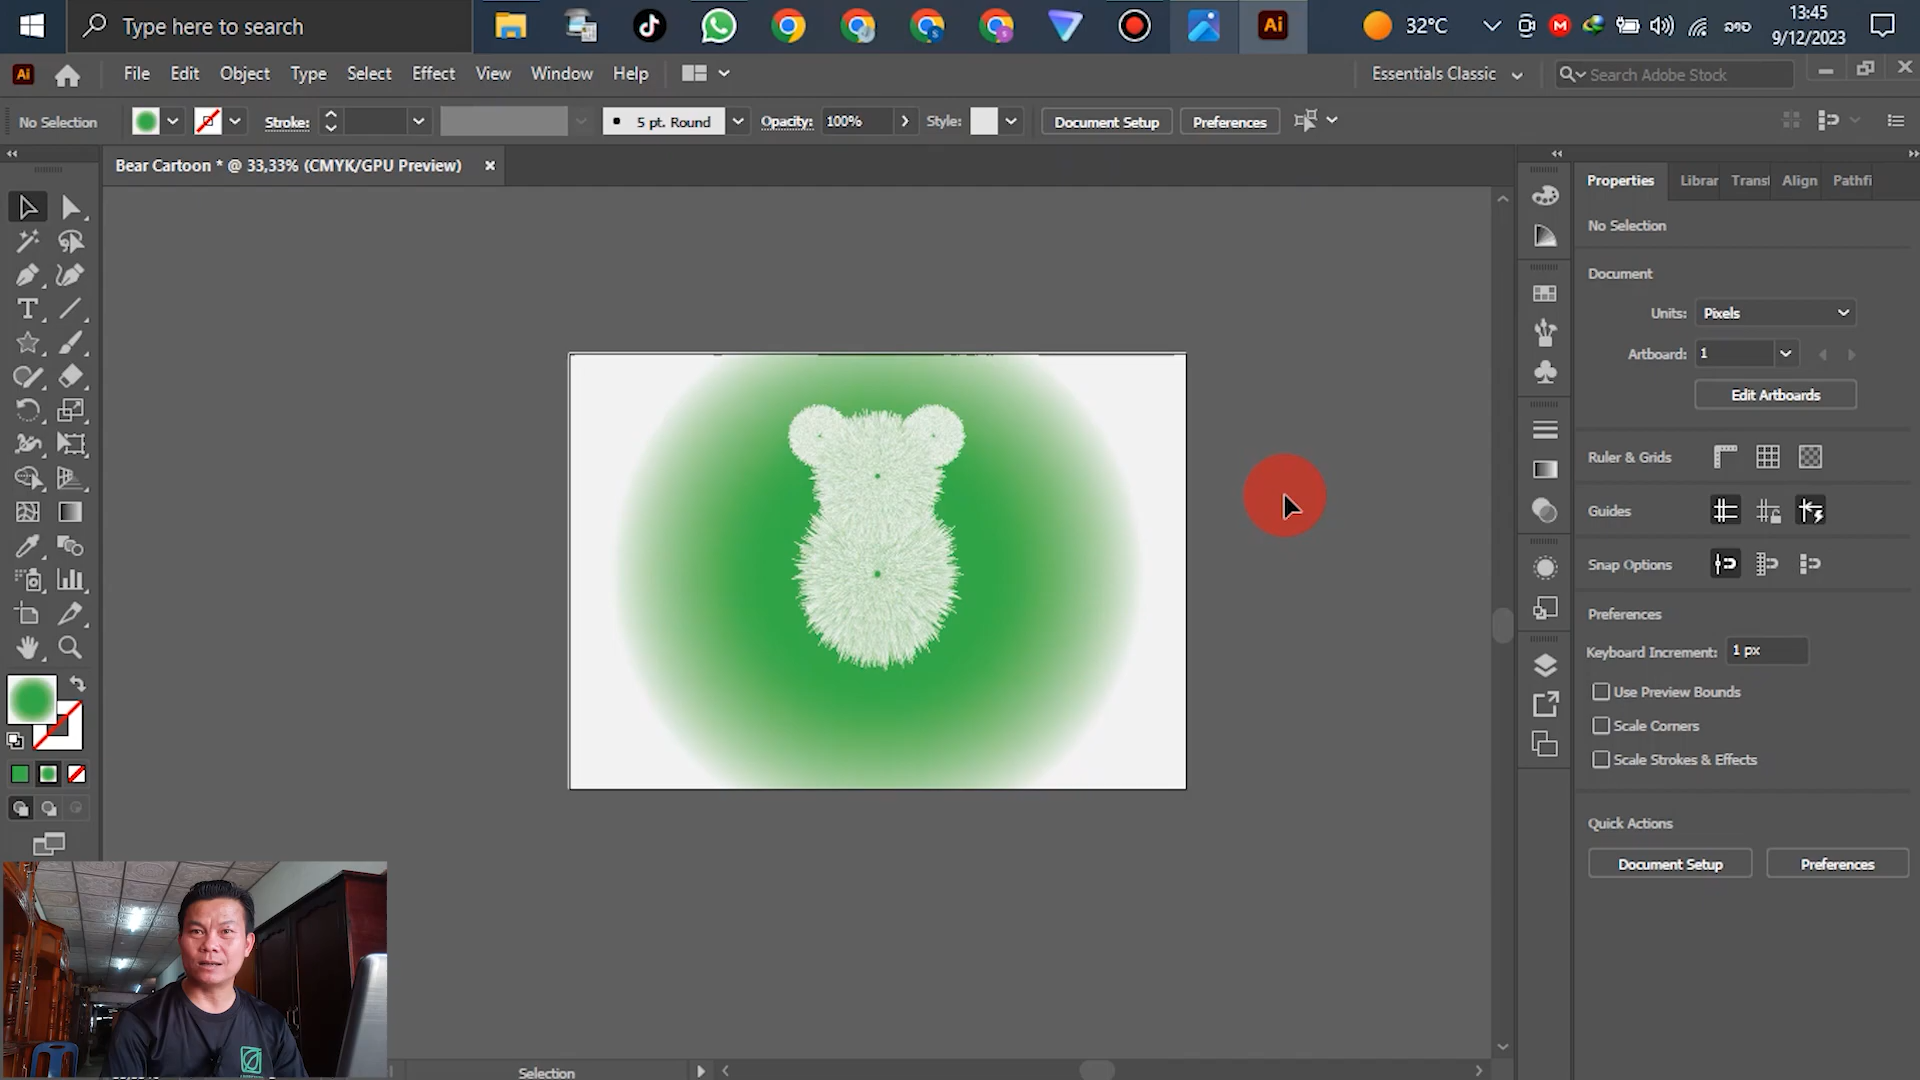 Type here to search
32°C
ລາວ
13:45
9/12/2023
Ai
File Edit Object Type Select Effect View Window Help
Essentials Classic
Search Adobe Stock
No Selection
Stroke:
5 pt. Round
Opacity: 100%
Style:
Document Setup
Preferences
Bear Cartoon * @ 33,33% (CMYK/GPU Preview)
Properties Librar Transf Align Pathfi
No Selection
Document
Units: Pixels
Artboard: 1
Edit Artboards
Ruler & Grids
Guides
Snap Options
Preferences
Keyboard Increment: 1 px
Use Preview Bounds
Scale Corners
Scale Strokes & Effects
Quick Actions
Document Setup
Preferences
Selection